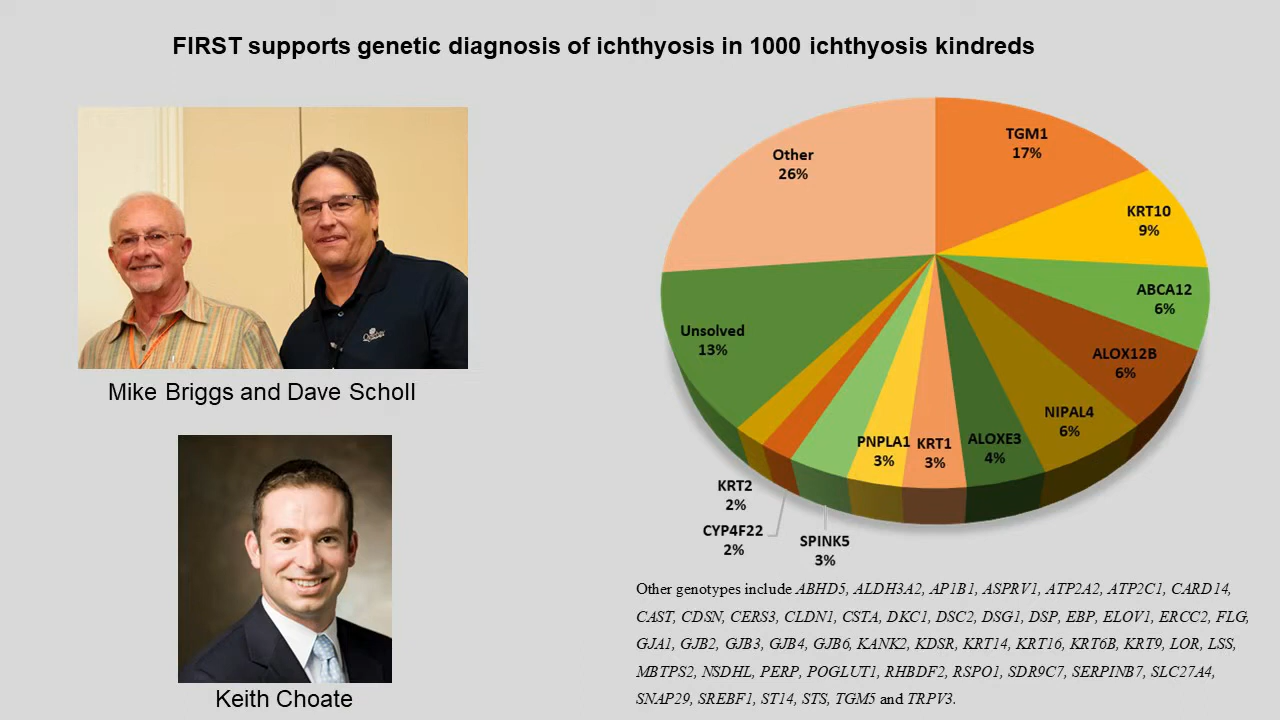 FIRST supports genetic diagnosis of ichthyosis in 1000 ichthyosis kindreds
Mike Briggs and Dave Scholl
Keith Choate
TGM1
17%
KRT10
9%
ABCA12
6%
ALOX12B
6%
NIPAL4
6%
ALOXE3
4%
KRT1
3%
PNPLA1
3%
SPINK5
3%
CYP4F22
2%
KRT2
2%
Unsolved
13%
Other
26%
Other genotypes include ABHD5, ALDH3A2, AP1B1, ASPRV1, ATP2A2, ATP2C1, CARD14,
CAST, CDSN, CERS3, CLDN1, CSTA, DKC1, DSC2, DSG1, DSP, EBP, ELOV1, ERCC2, FLG,
GJA1, GJB2, GJB3, GJB4, GJB6, KANK2, KDSR, KRT14, KRT16, KRT6B, KRT9, LOR, LSS,
MBTPS2, NSDHL, PERP, POGLUT1, RHBDF2, RSPO1, SDR9C7, SERPINB7, SLC27A4,
SNAP29, SREBF1, ST14, STS, TGM5 and TRPV3.